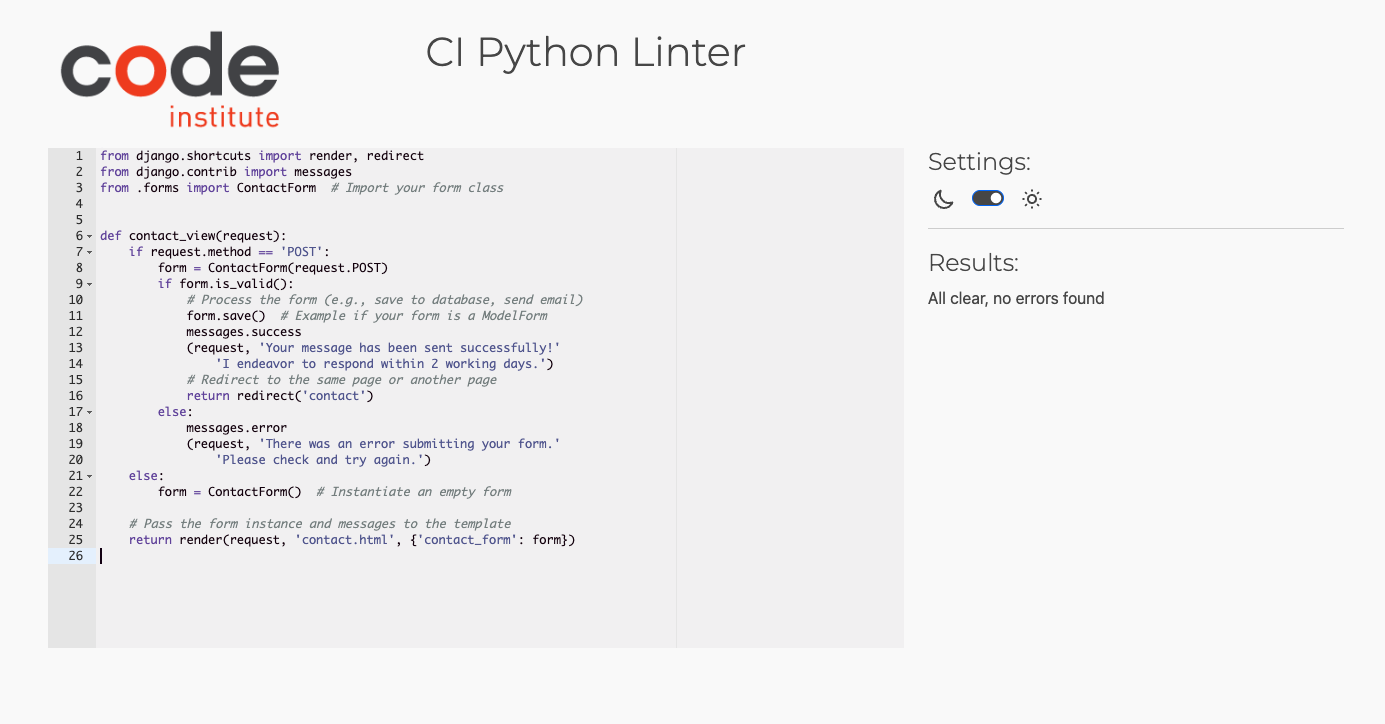 code
institute
CI Python Linter
1 from django.shortcuts import render, redirect
2 from django.contrib import messages
3 from .forms import ContactForm  # Import your form class
4
5
6 def contact_view(request):
7     if request.method == 'POST':
8         form = ContactForm(request.POST)
9         if form.is_valid():
10             # Process the form (e.g., save to database, send email)
11             form.save()  # Example if your form is a ModelForm
12             messages.success
13             (request, 'Your message has been sent successfully!'
14                 'I endeavor to respond within 2 working days.')
15             # Redirect to the same page or another page
16             return redirect('contact')
17         else:
18             messages.error
19             (request, 'There was an error submitting your form.'
20                 'Please check and try again.')
21     else:
22         form = ContactForm()  # Instantiate an empty form
23
24     # Pass the form instance and messages to the template
25     return render(request, 'contact.html', {'contact_form': form})
26
Settings:
Results:
All clear, no errors found